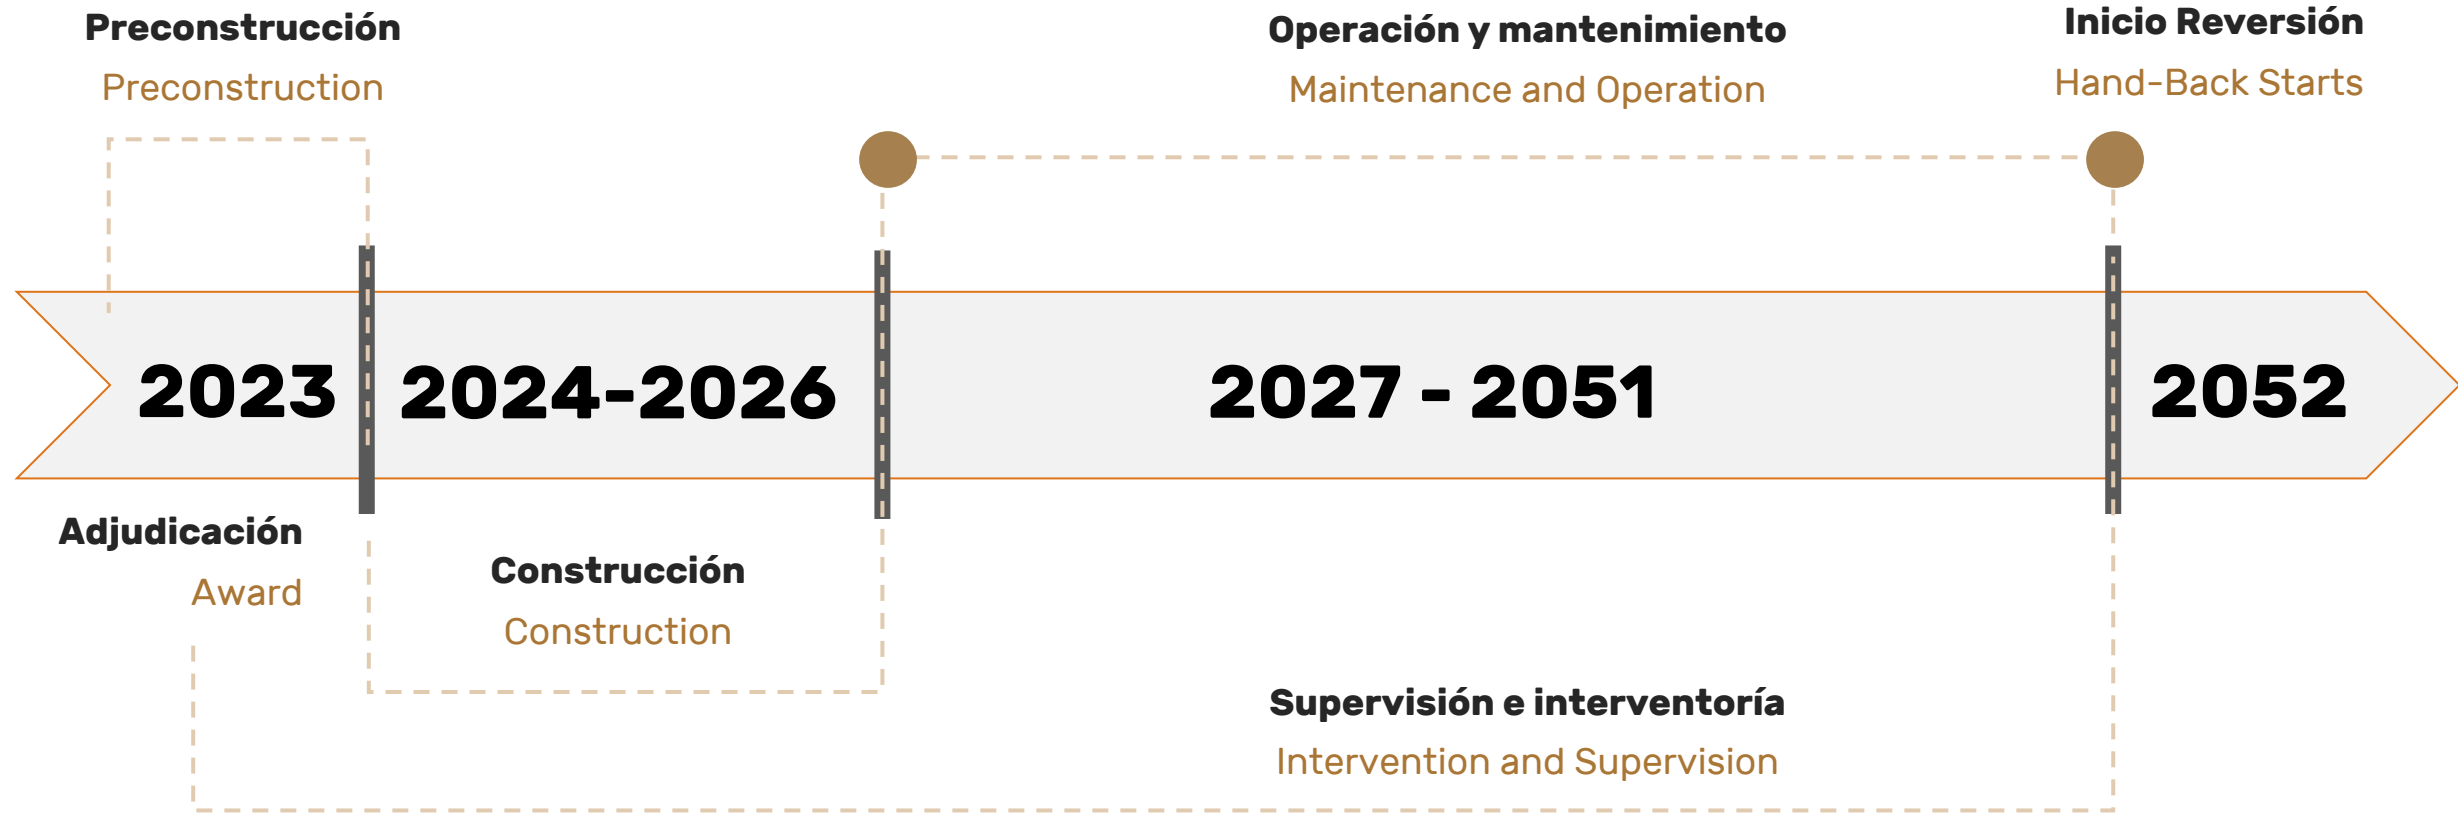 Preconstrucción
Preconstruction
Operación y mantenimiento
Maintenance and Operation
Inicio Reversión
Hand-Back Starts
2023
2024-2026
2027 - 2051
2052
Adjudicación
Award
Construcción
Construction
Supervisión e interventoría
Intervention and Supervision